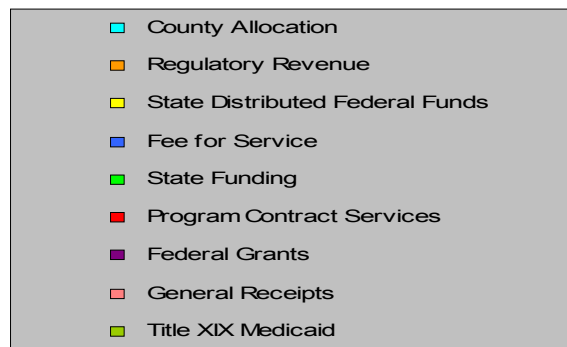 County Allocation
Regulatory Revenue
State Distributed Federal Funds
Fee for Service
State Funding
Program Contract Services
Federal Grants
General Receipts
Title XIX Medicaid